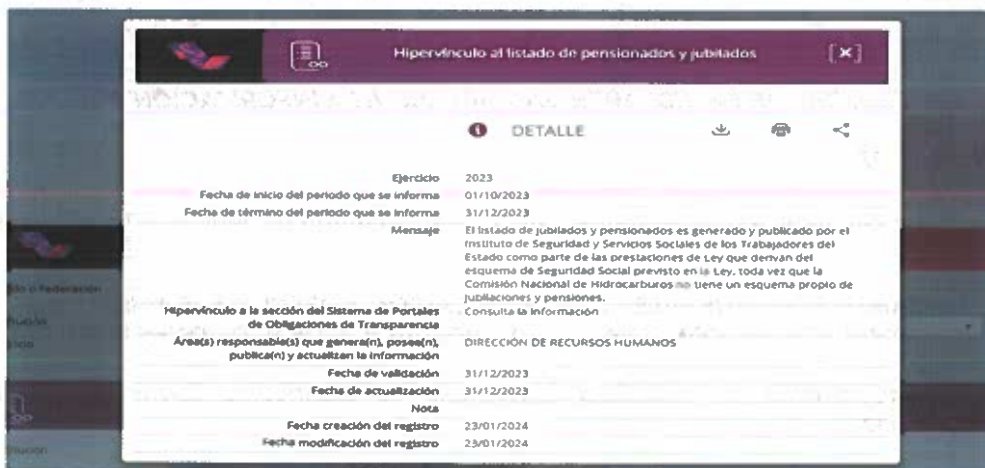 Hipervínculo al listado de pensionados y jubilados
[×]
DETALLE
Ejercicio 2023
Fecha de inicio del periodo que se informa 01/10/2023
Fecha de término del periodo que se informa 31/12/2023
Mensaje El listado de jubilados y pensionados es generado y publicado por el
Instituto de Seguridad y Servicios Sociales de los Trabajadores del
Estado como parte de las prestaciones de Ley que derivan del
esquema de Seguridad Social previsto en la Ley, toda vez que la
Comisión Nacional de Hidrocarburos no tiene un esquema propio de
jubilaciones y pensiones.
Hipervínculo a la sección del Sistema de Portales
de Obligaciones de Transparencia
Consulta la información
Área(s) responsable(s) que genera(n), posee(n),
publica(n) y actualizan la información
DIRECCIÓN DE RECURSOS HUMANOS
Fecha de validación 31/12/2023
Fecha de actualización 31/12/2023
Nota
Fecha creación del registro 23/01/2024
Fecha modificación del registro 23/01/2024